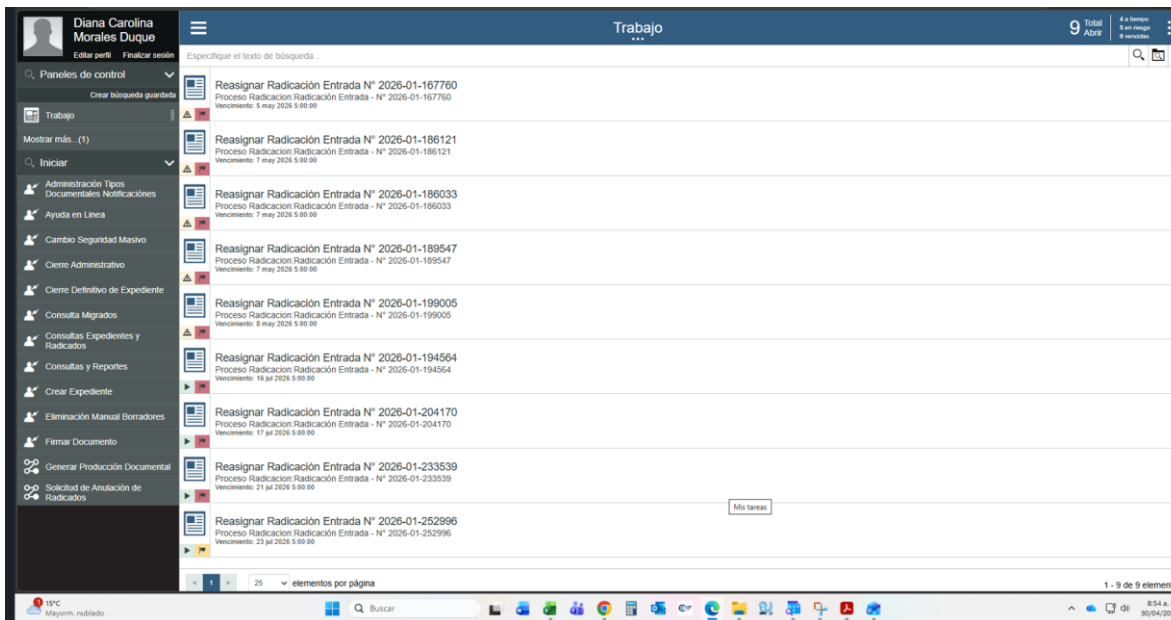 Diana Carolina
Morales Duque
Editar perfil Finalizar sesión
Paneles de control
Crear búsqueda guardada
Trabajo
Mostrar más...(1)
Iniciar
Administración Tipos
Documentales Notificaciónes
Ayuda en Linea
Cambio Seguridad Masivo
Cierre Administrativo
Cierre Definitivo de Expediente
Consulta Migrados
Consultas Expedientes y
Radicados
Consultas y Reportes
Crear Expediente
Eliminación Manual Borradores
Firmar Documento
Generar Producción Documental
Solicitud de Anulación de
Radicados
Trabajo
9 Total
Abrir
4 a tiempo
5 en riesgo
0 vencidas
Especifique el texto de búsqueda...
Reasignar Radicación Entrada N° 2026-01-167760
Proceso Radicacion:Radicación Entrada - N° 2026-01-167760
Vencimiento: 5 may 2026 5:00:00
Reasignar Radicación Entrada N° 2026-01-186121
Proceso Radicacion:Radicación Entrada - N° 2026-01-186121
Vencimiento: 7 may 2026 5:00:00
Reasignar Radicación Entrada N° 2026-01-186033
Proceso Radicacion:Radicación Entrada - N° 2026-01-186033
Vencimiento: 7 may 2026 5:00:00
Reasignar Radicación Entrada N° 2026-01-189547
Proceso Radicacion:Radicación Entrada - N° 2026-01-189547
Vencimiento: 7 may 2026 5:00:00
Reasignar Radicación Entrada N° 2026-01-199005
Proceso Radicacion:Radicación Entrada - N° 2026-01-199005
Vencimiento: 8 may 2026 5:00:00
Reasignar Radicación Entrada N° 2026-01-194564
Proceso Radicacion:Radicación Entrada - N° 2026-01-194564
Vencimiento: 16 jul 2026 5:00:00
Reasignar Radicación Entrada N° 2026-01-204170
Proceso Radicacion:Radicación Entrada - N° 2026-01-204170
Vencimiento: 17 jul 2026 5:00:00
Reasignar Radicación Entrada N° 2026-01-233539
Proceso Radicacion:Radicación Entrada - N° 2026-01-233539
Vencimiento: 21 jul 2026 5:00:00
Mis tareas
Reasignar Radicación Entrada N° 2026-01-252996
Proceso Radicacion:Radicación Entrada - N° 2026-01-252996
Vencimiento: 23 jul 2026 5:00:00
< 1 > 25 elementos por página
1 - 9 de 9 element
15°C
Mayorm. nublado
Buscar
8:54 a.
30/04/20